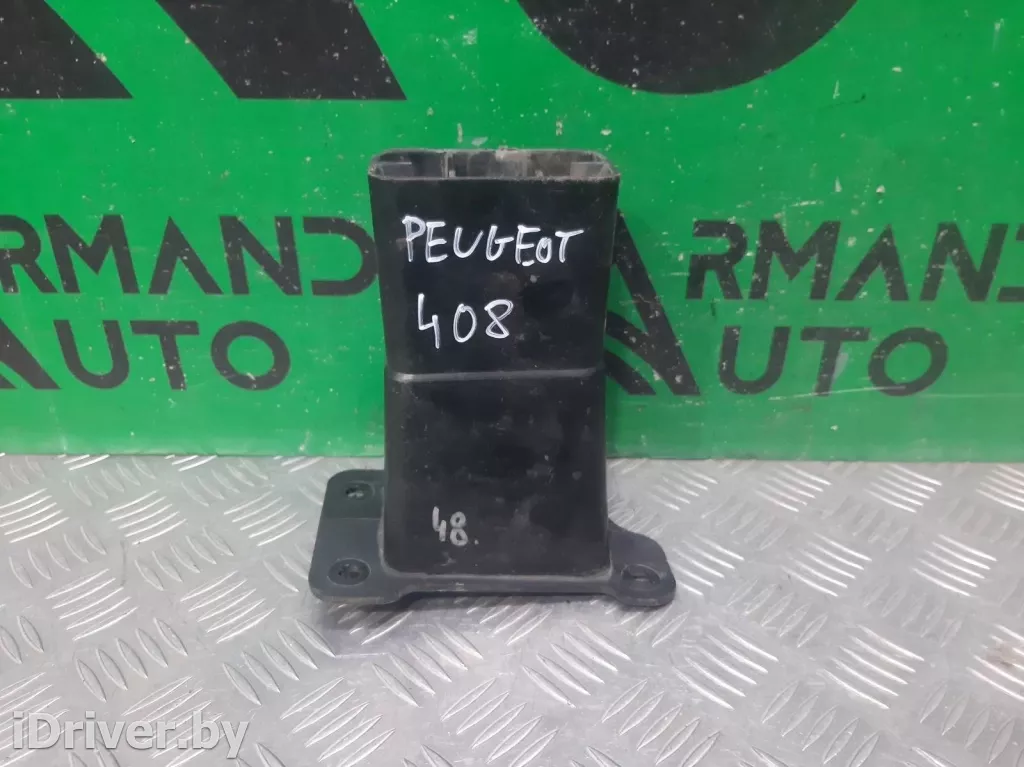 ARMAND
AUTO
ARMAND
AUTO
PEUGEOT
408
48.
iDriver.by